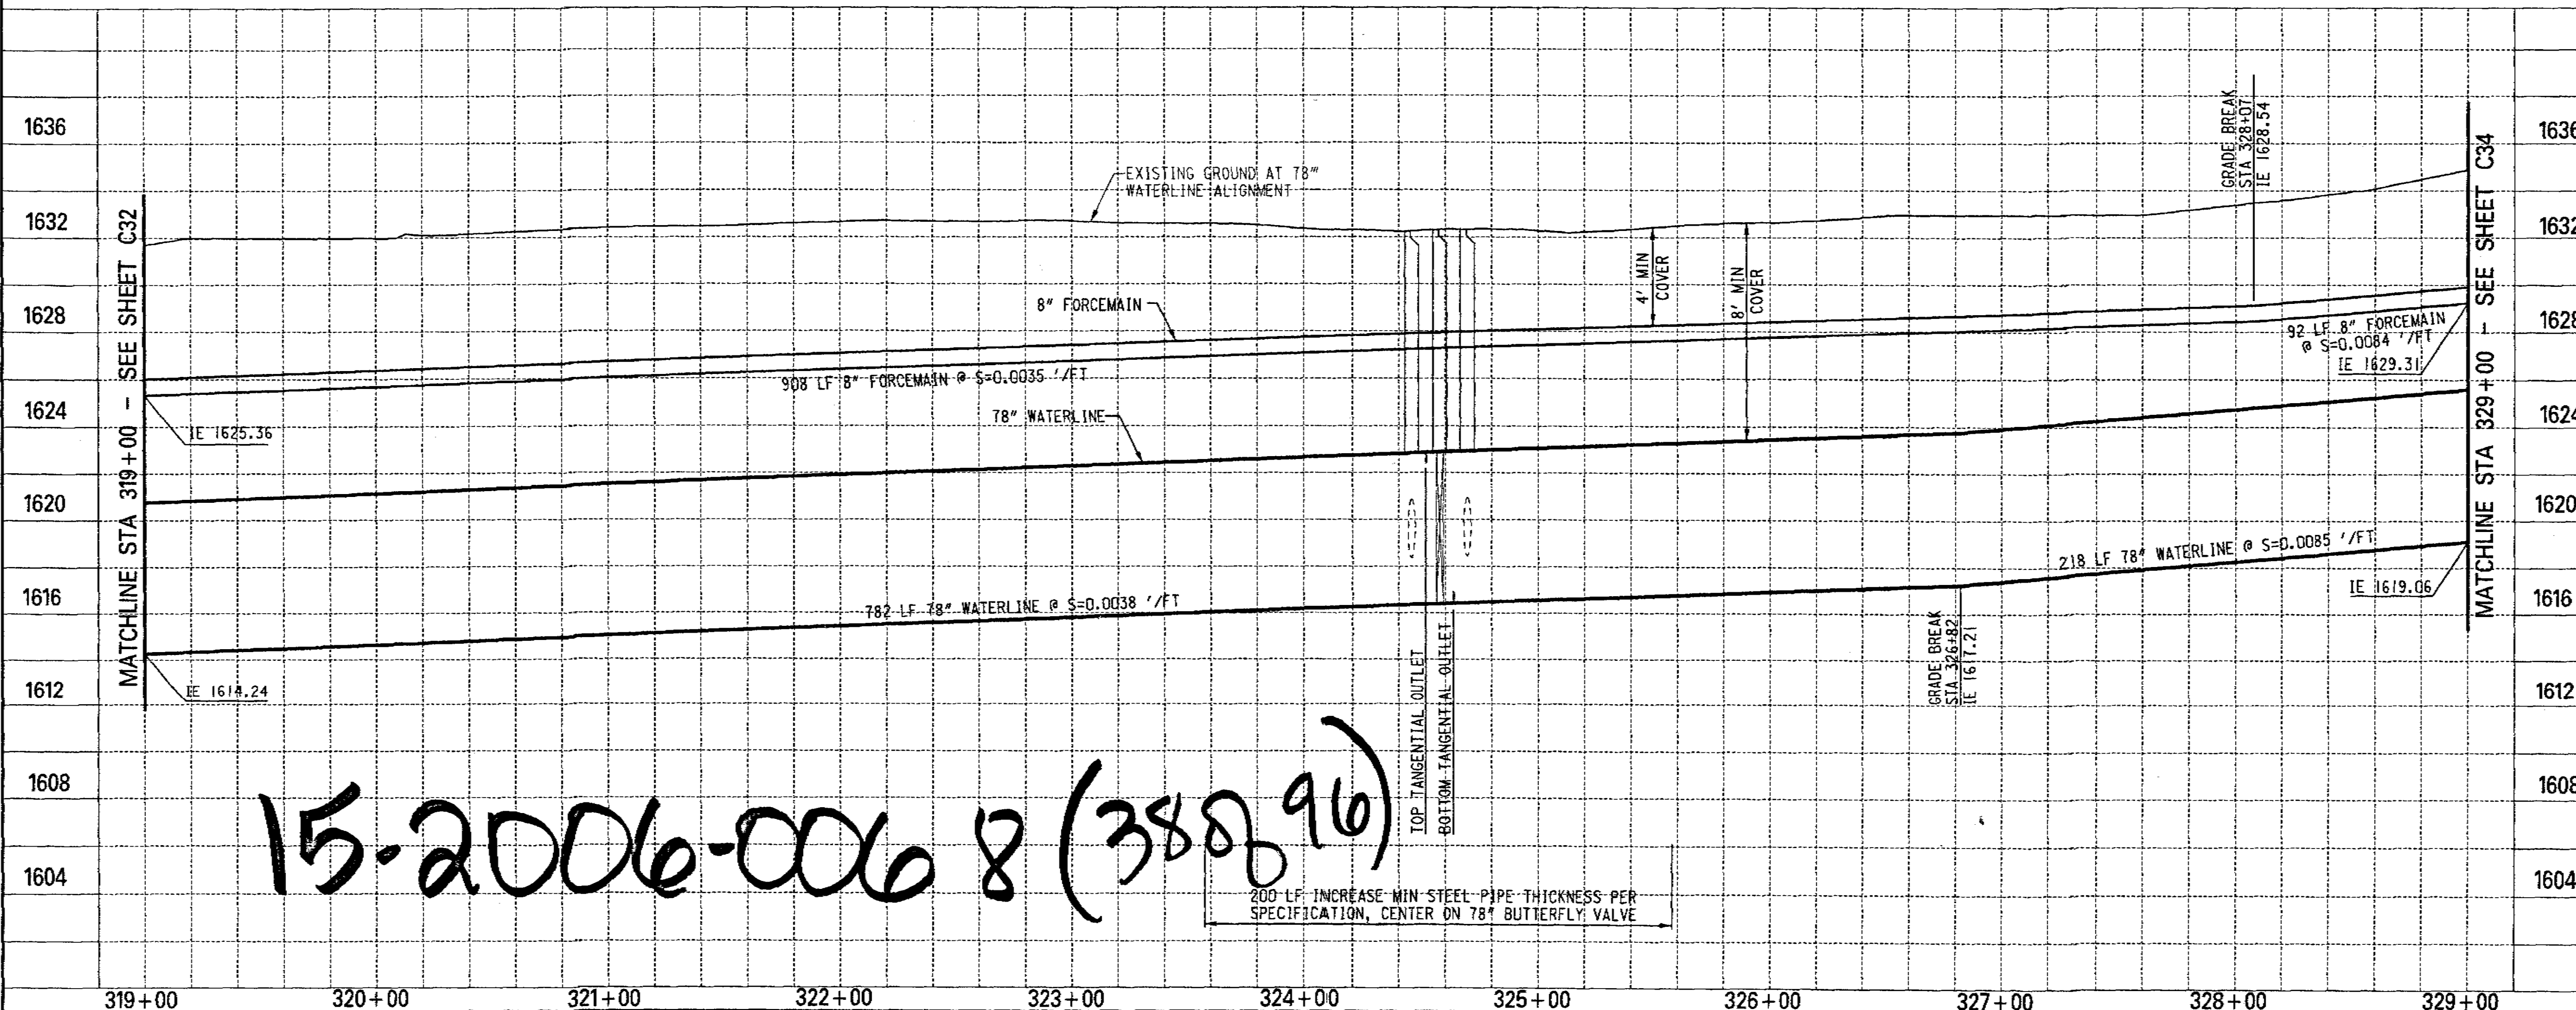 GRADE BREAK
STA 328+07
IE 1628.54
1636
1636
EXISTING GROUND AT 78"
WATERLINE ALIGNMENT
1632
1632
4' MIN
COVER
8' MIN
COVER
8" FORCEMAIN
1628
1628
92 LF 8" FORCEMAIN
@ S=0.0084 '/FT
IE 1629.31
908 LF 8" FORCEMAIN @ S=0.0035 '/FT
78" WATERLINE
1624
1624
IE 1625.36
MATCHLINE STA 319+00 - SEE SHEET C32
MATCHLINE STA 329+00 - SEE SHEET C34
1620
1620
218 LF 78" WATERLINE @ S=0.0085 '/FT
IE 1619.06
1616
1616
782 LF 78" WATERLINE @ S=0.0038 '/FT
GRADE BREAK
STA 326+82
IE 1617.21
1612
1612
IE 1614.24
TOP TANGENTIAL OUTLET
BOTTOM TANGENTIAL OUTLET
1608
1608
15-2006-0068 (38of96)
1604
1604
200 LF INCREASE MIN STEEL PIPE THICKNESS PER
SPECIFICATION, CENTER ON 78" BUTTERFLY VALVE
319+00 320+00 321+00 322+00 323+00 324+00 325+00 326+00 327+00 328+00 329+00